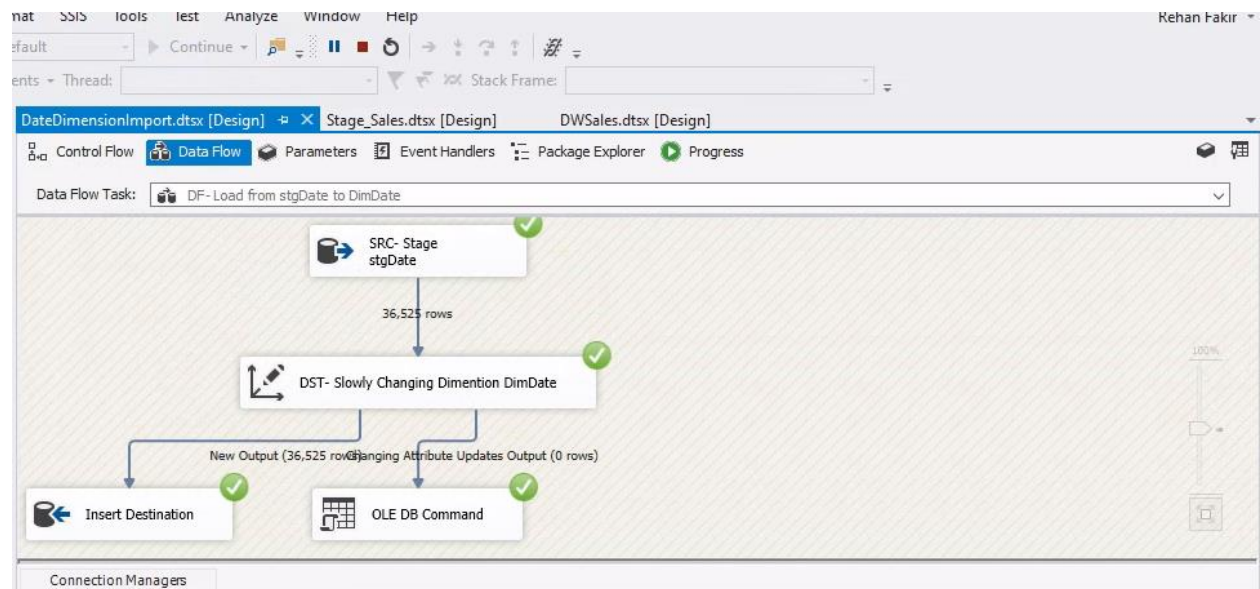 SSIS Tools Test Analyze Window Help Rehan Fakir
Continue
Thread: Stack Frame:
DateDimensionImport.dtsx [Design] Stage_Sales.dtsx [Design] DWSales.dtsx [Design]
Control Flow Data Flow Parameters Event Handlers Package Explorer Progress
Data Flow Task: DF- Load from stgDate to DimDate
SRC- Stage
stgDate
36,525 rows
100%
DST- Slowly Changing Dimention DimDate
New Output (36,525 rows) Changing Attribute Updates Output (0 rows)
Insert Destination OLE DB Command
Connection Managers